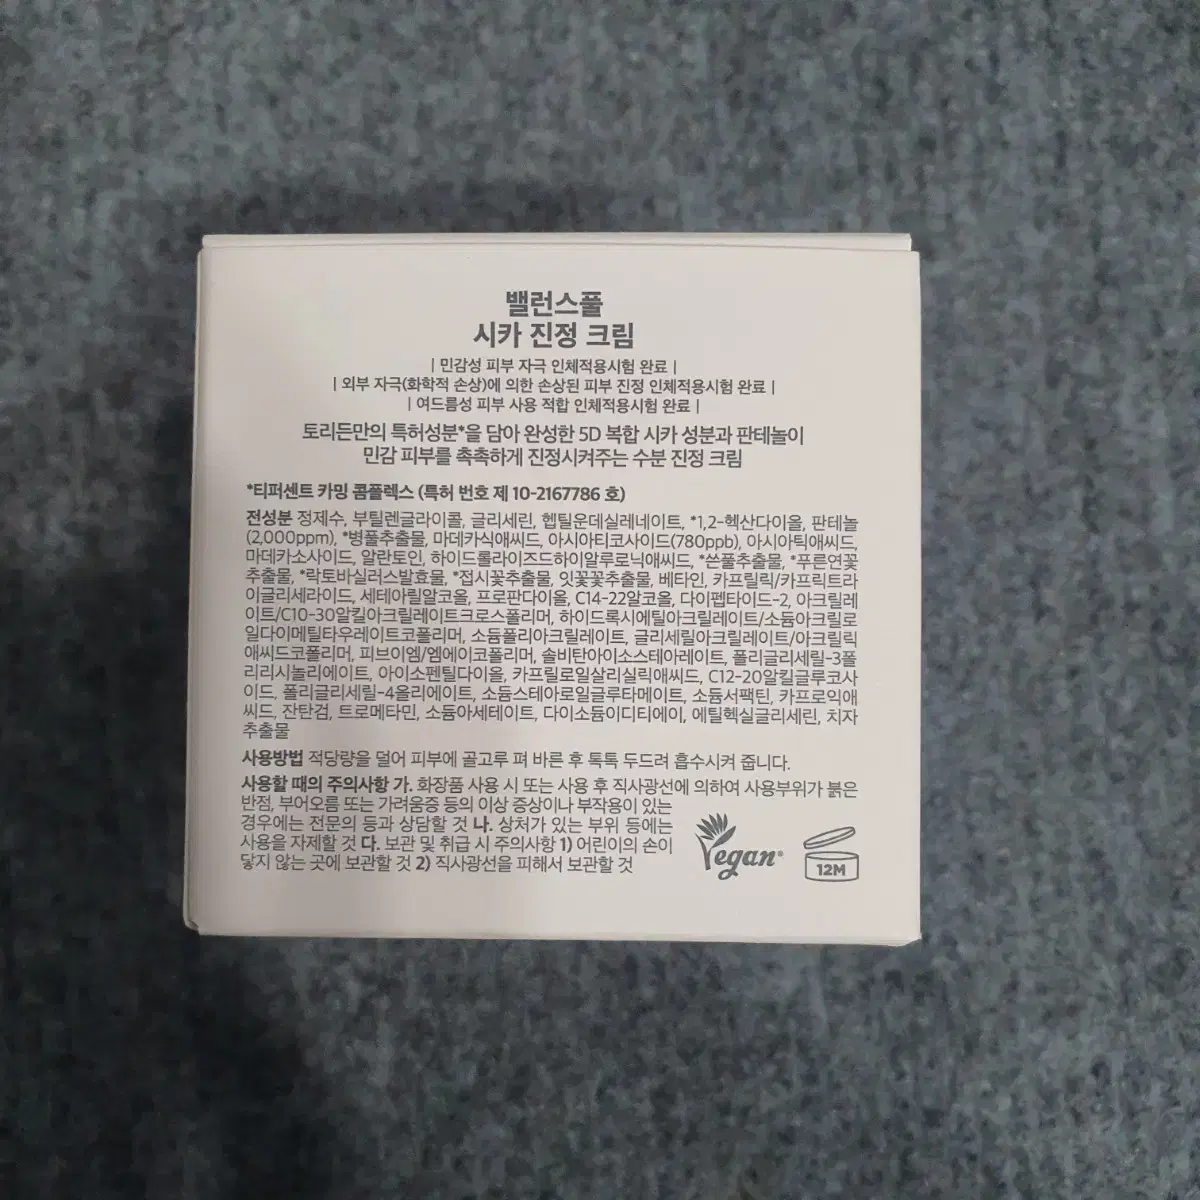 밸런스풀
시카 진정 크림
| 민감성 피부 자극 인체적용시험 완료 |
| 외부 자극(화학적 손상)에 의한 손상된 피부 진정 인체적용시험 완료 |
| 여드름성 피부 사용 적합 인체적용시험 완료 |
토리든만의 특허성분*을 담아 완성한 5D 복합 시카 성분과 판테놀이
민감 피부를 촉촉하게 진정시켜주는 수분 진정 크림
*티퍼센트 카밍 콤플렉스 (특허 번호 제 10-2167786 호)
전성분 정제수, 부틸렌글라이콜, 글리세린, 헵틸운데실레네이트, *1,2-헥산다이올, 판테놀
(2,000ppm), *병풀추출물, 마데카식애씨드, 아시아티코사이드(780ppb), 아시아틱애씨드,
마데카소사이드, 알란토인, 하이드롤라이즈드하이알루로닉애씨드, *쑨풀추출물, *푸른연꽃
추출물, *락토바실러스발효물, *접시꽃추출물, 잇꽃꽃추출물, 베타인, 카프릴릭/카프릭트라
이글리세라이드, 세테아릴알코올, 프로판다이올, C14-22알코올, 다이펩타이드-2, 아크릴레
이트/C10-30알킬아크릴레이트크로스폴리머, 하이드록시에틸아크릴레이트/소듐아크릴로
일다이메틸타우레이트코폴리머, 소듐폴리아크릴레이트, 글리세릴아크릴레이트/아크릴릭
애씨드코폴리머, 피브이엠/엠에이코폴리머, 솔비탄아이소스테아레이트, 폴리글리세릴-3폴
리리시놀리에이트, 아이소펜틸다이올, 카프릴로일살리실릭애씨드, C12-20알킬글루코사
이드, 폴리글리세릴-4올리에이트, 소듐스테아로일글루타메이트, 소듐서팩틴, 카프로익애
씨드, 잔탄검, 트로메타민, 소듐아세테이트, 다이소듐이디티에이, 에틸헥실글리세린, 치자
추출물
사용방법 적당량을 덜어 피부에 골고루 펴 바른 후 톡톡 두드려 흡수시켜 줍니다.
사용할 때의 주의사항 가. 화장품 사용 시 또는 사용 후 직사광선에 의하여 사용부위가 붉은
반점, 부어오름 또는 가려움증 등의 이상 증상이나 부작용이 있는
경우에는 전문의 등과 상담할 것 나. 상처가 있는 부위 등에는
사용을 자제할 것 다. 보관 및 취급 시 주의사항 1) 어린이의 손이
닿지 않는 곳에 보관할 것 2) 직사광선을 피해서 보관할 것
Vegan®
12M